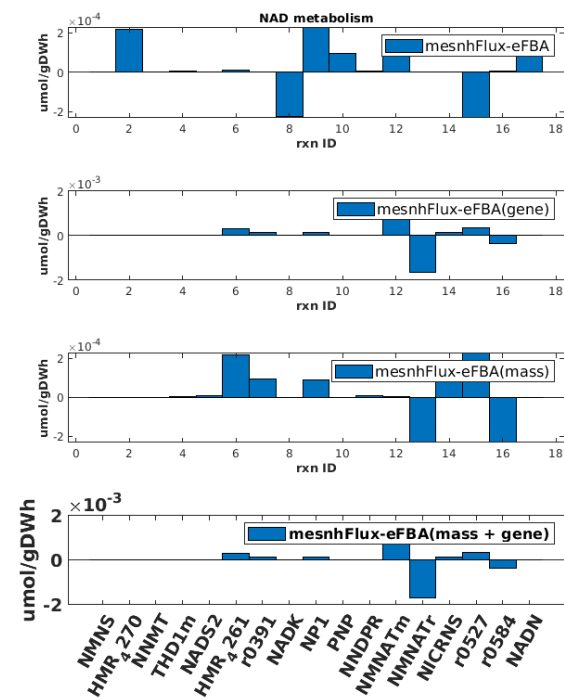 NAD metabolism
×10⁻⁴
umol/gDWh
2
0
-2
mesnhFlux-eFBA
0 2 4 6 8 10 12 14 16 18
rxn ID
×10⁻³
umol/gDWh
2
0
-2
mesnhFlux-eFBA(gene)
0 2 4 6 8 10 12 14 16 18
rxn ID
×10⁻⁴
umol/gDWh
2
0
-2
mesnhFlux-eFBA(mass)
0 2 4 6 8 10 12 14 16 18
rxn ID
×10⁻³
umol/gDWh
2
0
-2
mesnhFlux-eFBA(mass + gene)
NMNS
HMR₄270
NNMT
THD1m
NADS2
HMR₄261
r0391
NADK
NP1
PNP
NNDPR
NMNATm
NMNATr
NICRNS
r0527
r0584
NADN